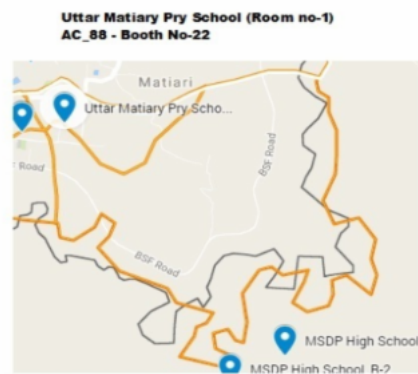 Uttar Matiary Pry School (Room no-1)
AC_88 - Booth No-22
Matiari
Uttar Matiary Pry Scho...
Road
BSF Road
BSF Road
MSDP High School
MSDP High School, B-2